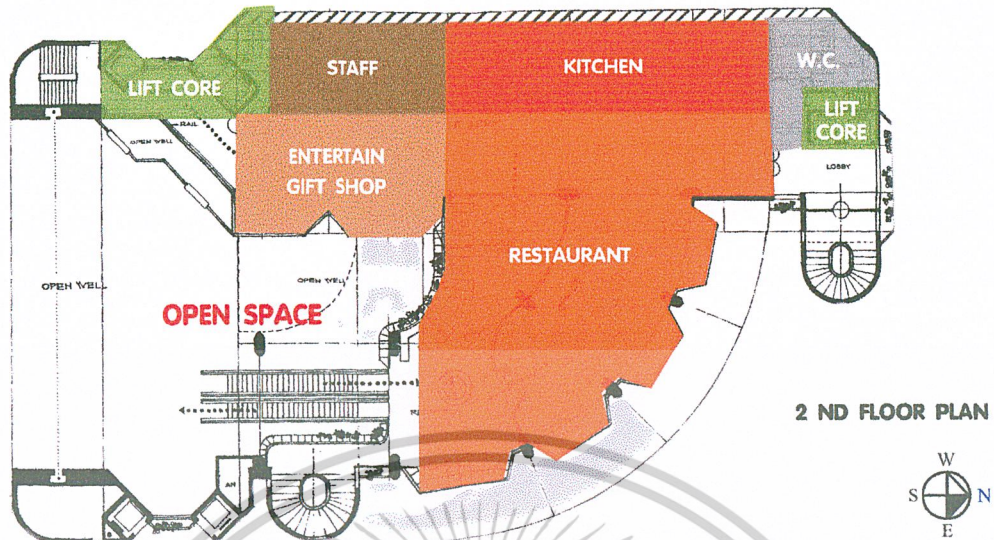 STAFF
KITCHEN
W.C.
LIFT CORE
LIFT
CORE
RAIL
OPEN WELL
ENTERTAIN
GIFT SHOP
LOBBY
RESTAURANT
OPEN WELL
OPEN WELL
OPEN SPACE
2 ND FLOOR PLAN
AH
W
S
N
E